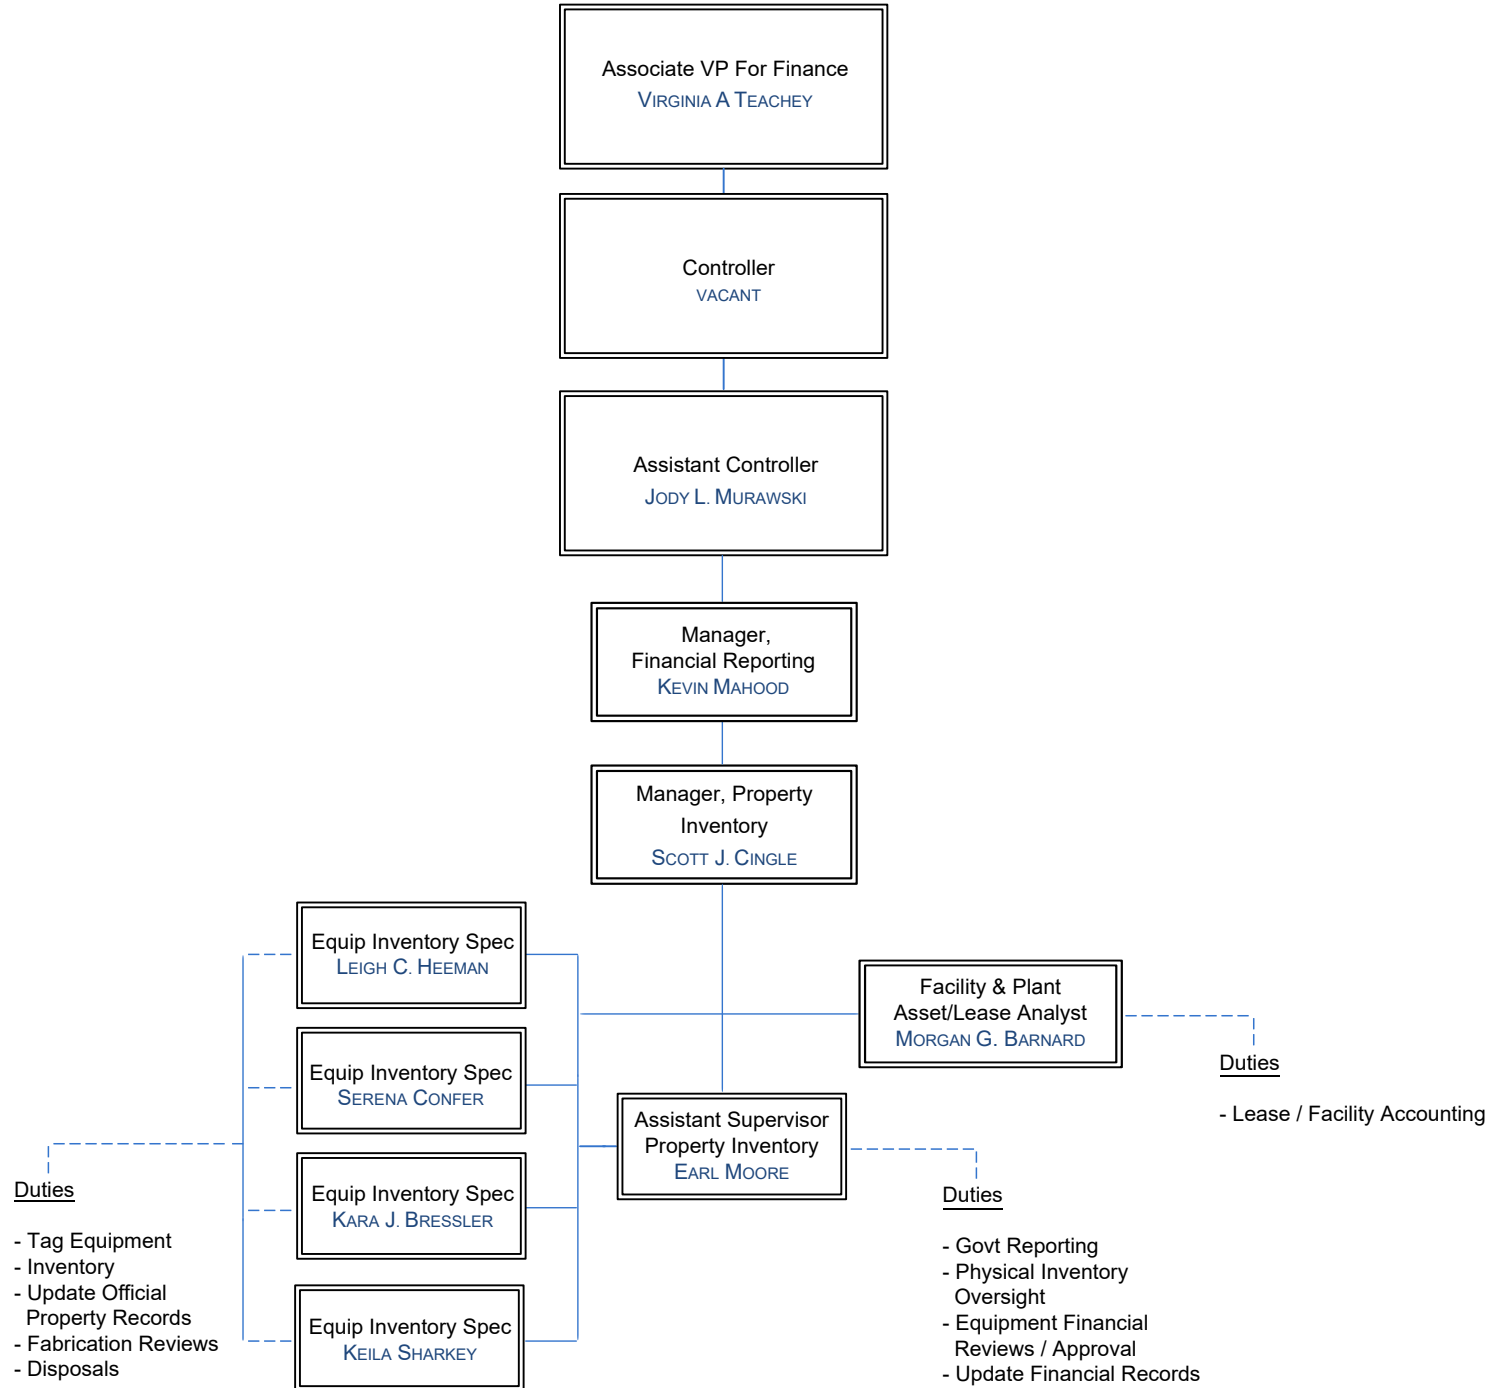 Associate VP For Finance
VIRGINIA A TEACHEY
Controller
VACANT
Assistant Controller
JODY L. MURAWSKI
Manager,
Financial Reporting
KEVIN MAHOOD
Manager, Property
Inventory
SCOTT J. CINGLE
Equip Inventory Spec
LEIGH C. HEEMAN
Facility & Plant
Asset/Lease Analyst
MORGAN G. BARNARD
Duties
- Lease / Facility Accounting
Equip Inventory Spec
SERENA CONFER
Assistant Supervisor
Property Inventory
EARL MOORE
Equip Inventory Spec
KARA J. BRESSLER
Equip Inventory Spec
KEILA SHARKEY
Duties
- Tag Equipment
- Inventory
- Update Official
Property Records
- Fabrication Reviews
- Disposals
Duties
- Govt Reporting
- Physical Inventory
Oversight
- Equipment Financial
Reviews / Approval
- Update Financial Records